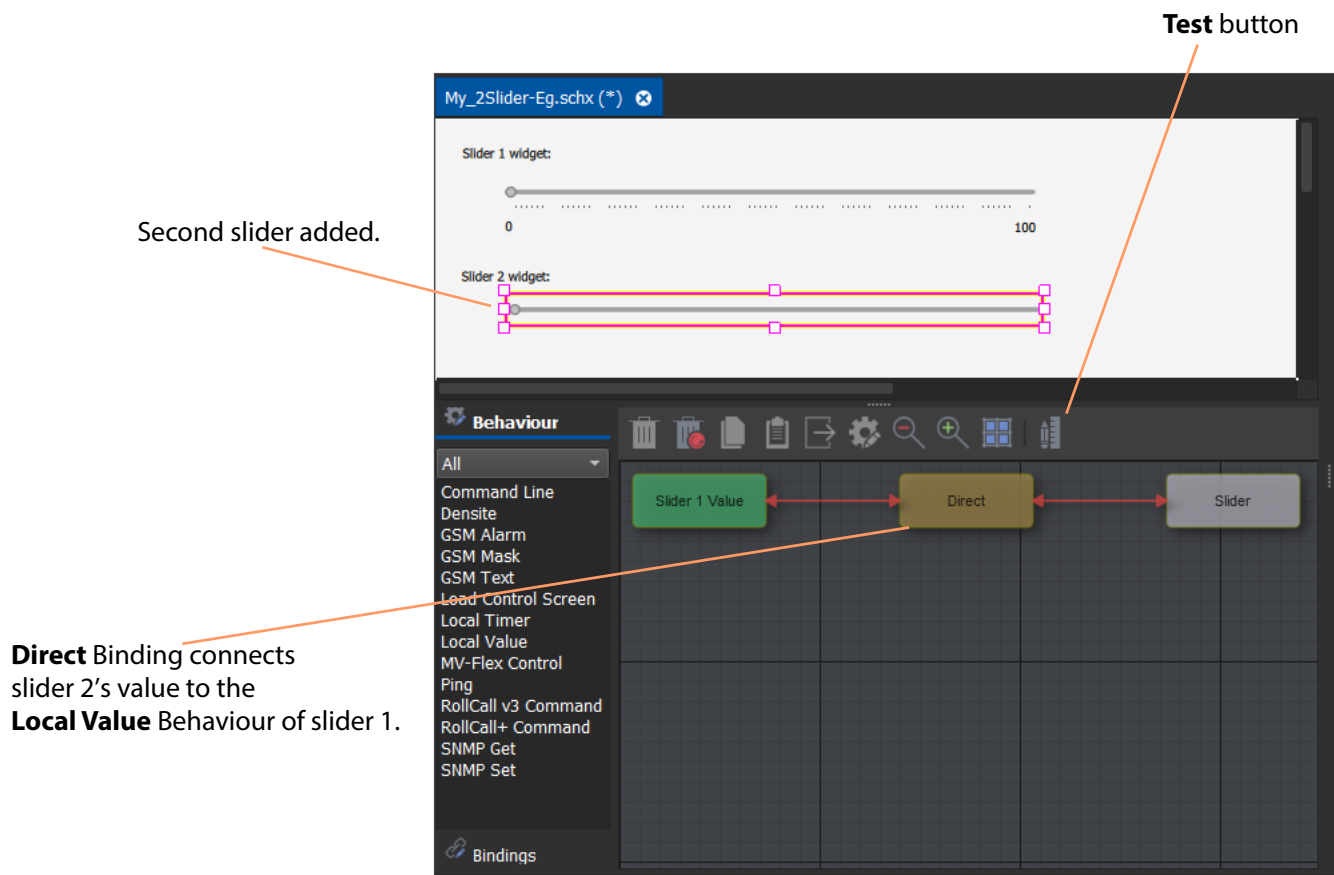 Test button
My_2Slider-Eg.schx (*)
Slider 1 widget:
0 100
Second slider added.
Slider 2 widget:
Behaviour
All
Command Line
Densite
GSM Alarm
GSM Mask
GSM Text
Load Control Screen
Local Timer
Local Value
MV-Flex Control
Ping
RollCall v3 Command
RollCall+ Command
SNMP Get
SNMP Set
Bindings
Slider 1 Value Direct Slider
Direct Binding connects
slider 2’s value to the
Local Value Behaviour of slider 1.